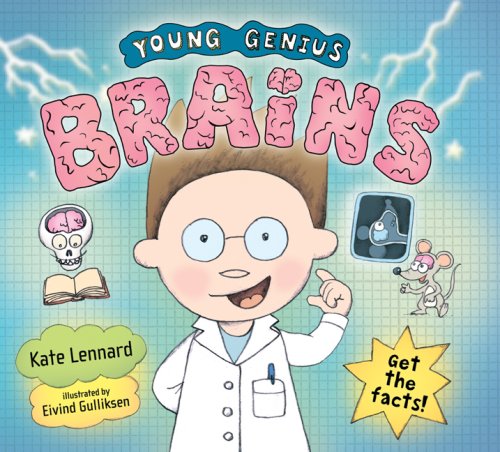 YOUNG GENIUS
BRAiNS
Kate Lennard
illustrated by
Eivind Gulliksen
Get
the
facts!